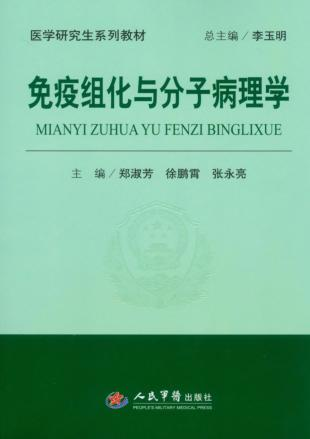 医学研究生系列教材 总主编/李玉明
免疫组化与分子病理学
MIANYI ZUHUA YU FENZI BINGLIXUE
主 编/郑淑芳 徐鹏霄 张永亮
人民军医出版社
PEOPLE'S MILITARY MEDICAL PRESS